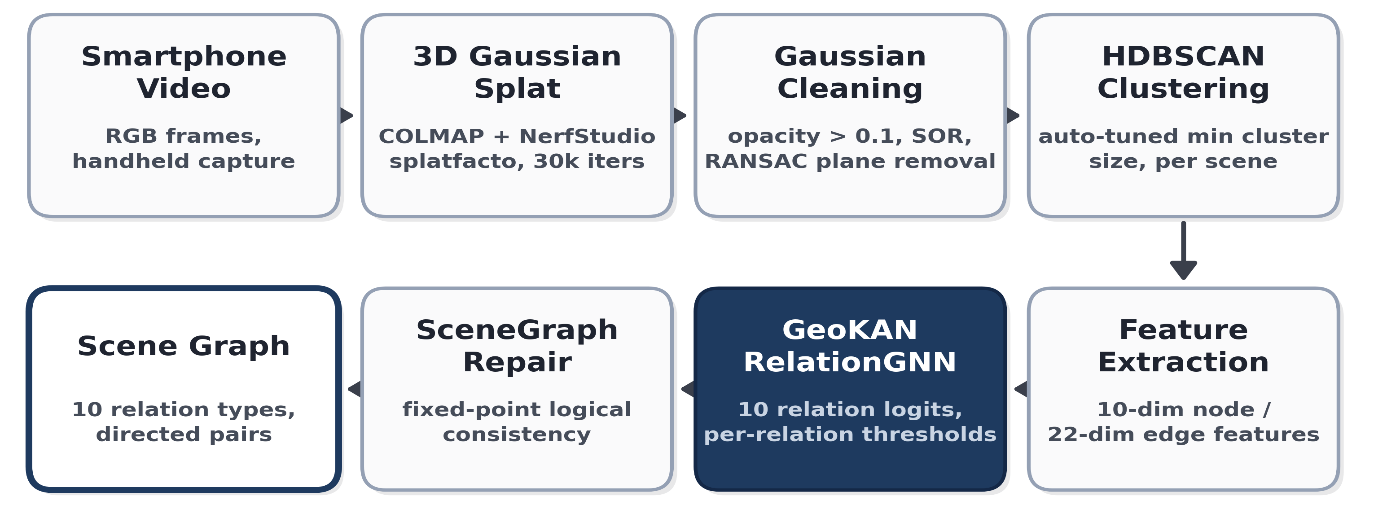 Smartphone
Video
RGB frames,
handheld capture
3D Gaussian
Splat
COLMAP + NerfStudio
splatfacto, 30k iters
Gaussian
Cleaning
opacity > 0.1, SOR,
RANSAC plane removal
HDBSCAN
Clustering
auto-tuned min cluster
size, per scene
Feature
Extraction
10-dim node /
22-dim edge features
GeoKAN
RelationGNN
10 relation logits,
per-relation thresholds
SceneGraph
Repair
fixed-point logical
consistency
Scene Graph
10 relation types,
directed pairs